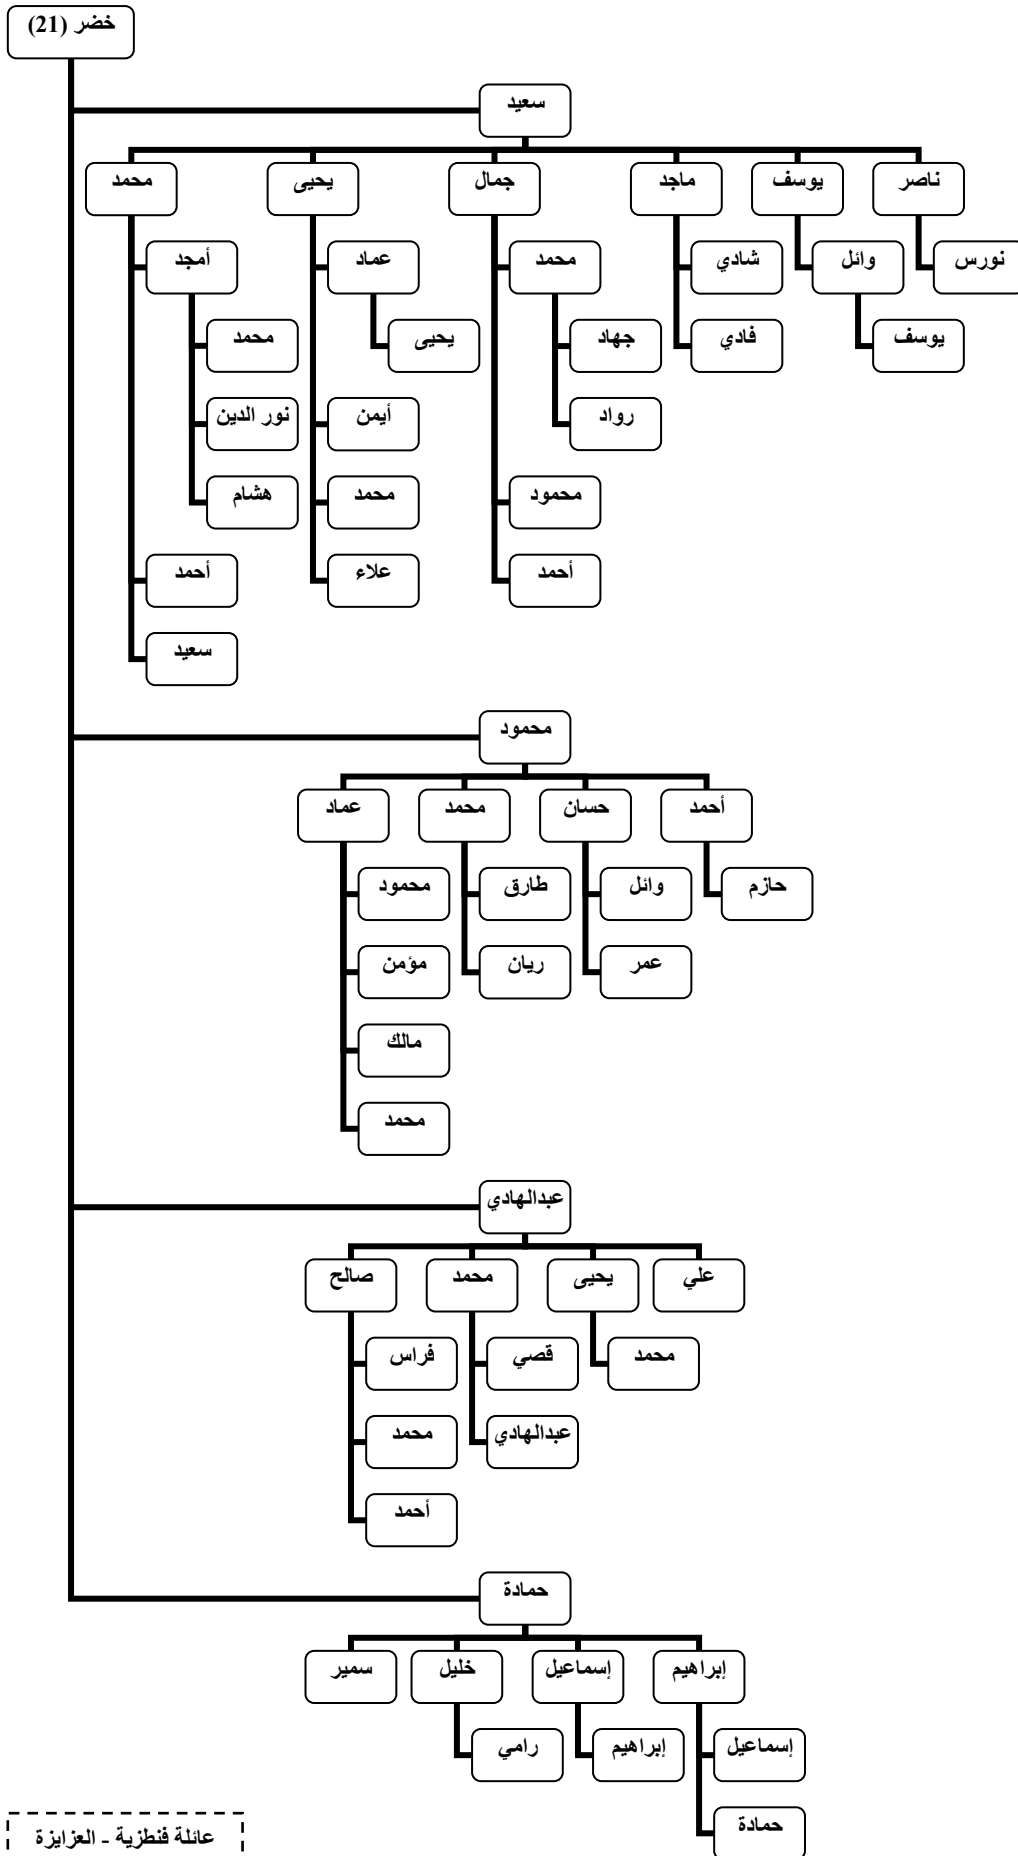 خضر (21)
سعيد
محمد
يحيى
جمال
ماجد
يوسف
ناصر
أمجد
عماد
محمد
شادي
وائل
نورس
محمد
يحيى
جهاد
فادي
يوسف
نور الدين
أيمن
رواد
هشام
محمد
محمود
أحمد
علاء
أحمد
سعيد
محمود
عماد
محمد
حسان
أحمد
محمود
طارق
وائل
حازم
مؤمن
ريان
عمر
مالك
محمد
عبدالهادي
صالح
محمد
يحيى
علي
فراس
قصي
محمد
محمد
عبدالهادي
أحمد
حمادة
سمير
خليل
إسماعيل
إبراهيم
رامي
إبراهيم
إسماعيل
حمادة
عائلة فنطزية - العزايزة